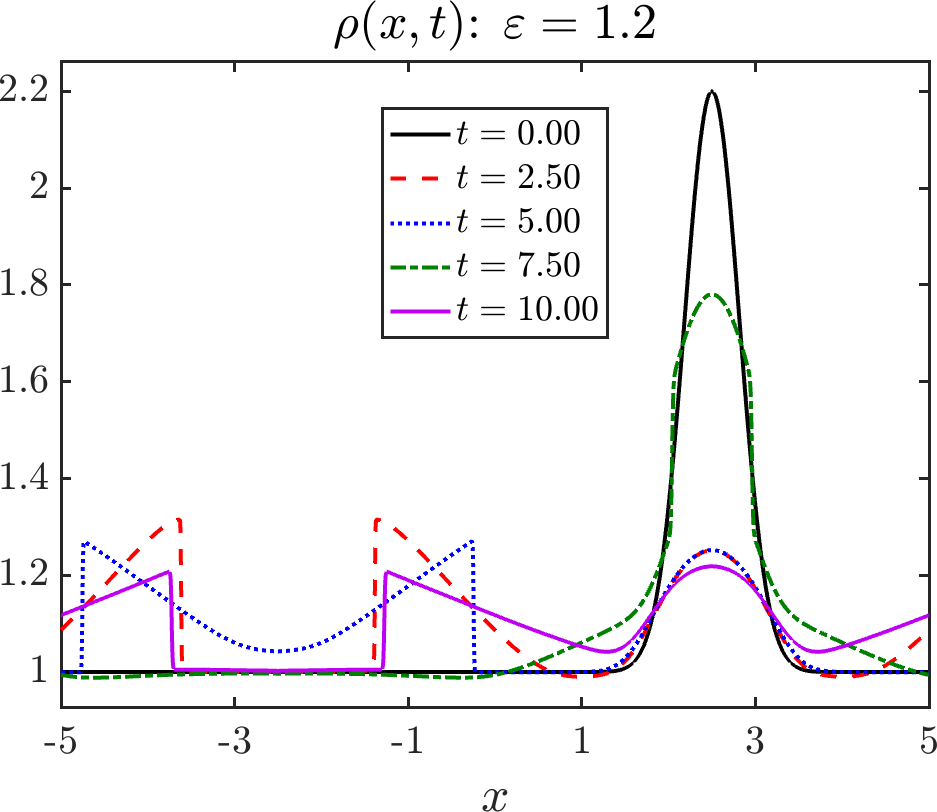 ρ(x, t): ε = 1.2
2.2
2
1.8
1.6
1.4
1.2
1
t = 0.00
t = 2.50
t = 5.00
t = 7.50
t = 10.00
-5 -3 -1 1 3 5
x